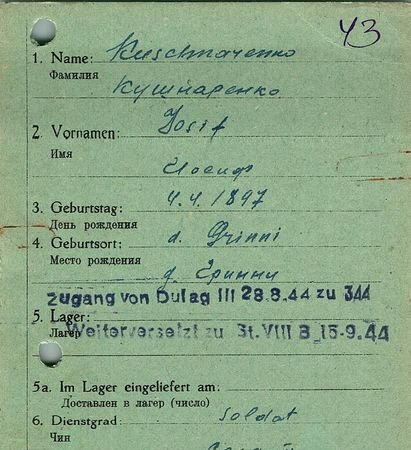 43
1. Name: Kuschnarenko
Фамилия Кушнаренко
2. Vornamen: Iosif
Имя Иосиф
3. Geburtstag: 4.4.1897
День рождения
4. Geburtsort: d. Grinni
Место рождения д. Гринни
Zugang von Dulag III 28.8.44 zu 344
5. Lager: Weiterversetzt zu St. VIII B 15-9.44
Лагерь
5a. Im Lager eingeliefert am:
Доставлен в лагерь (число)
6. Dienstgrad: Soldat
Чин